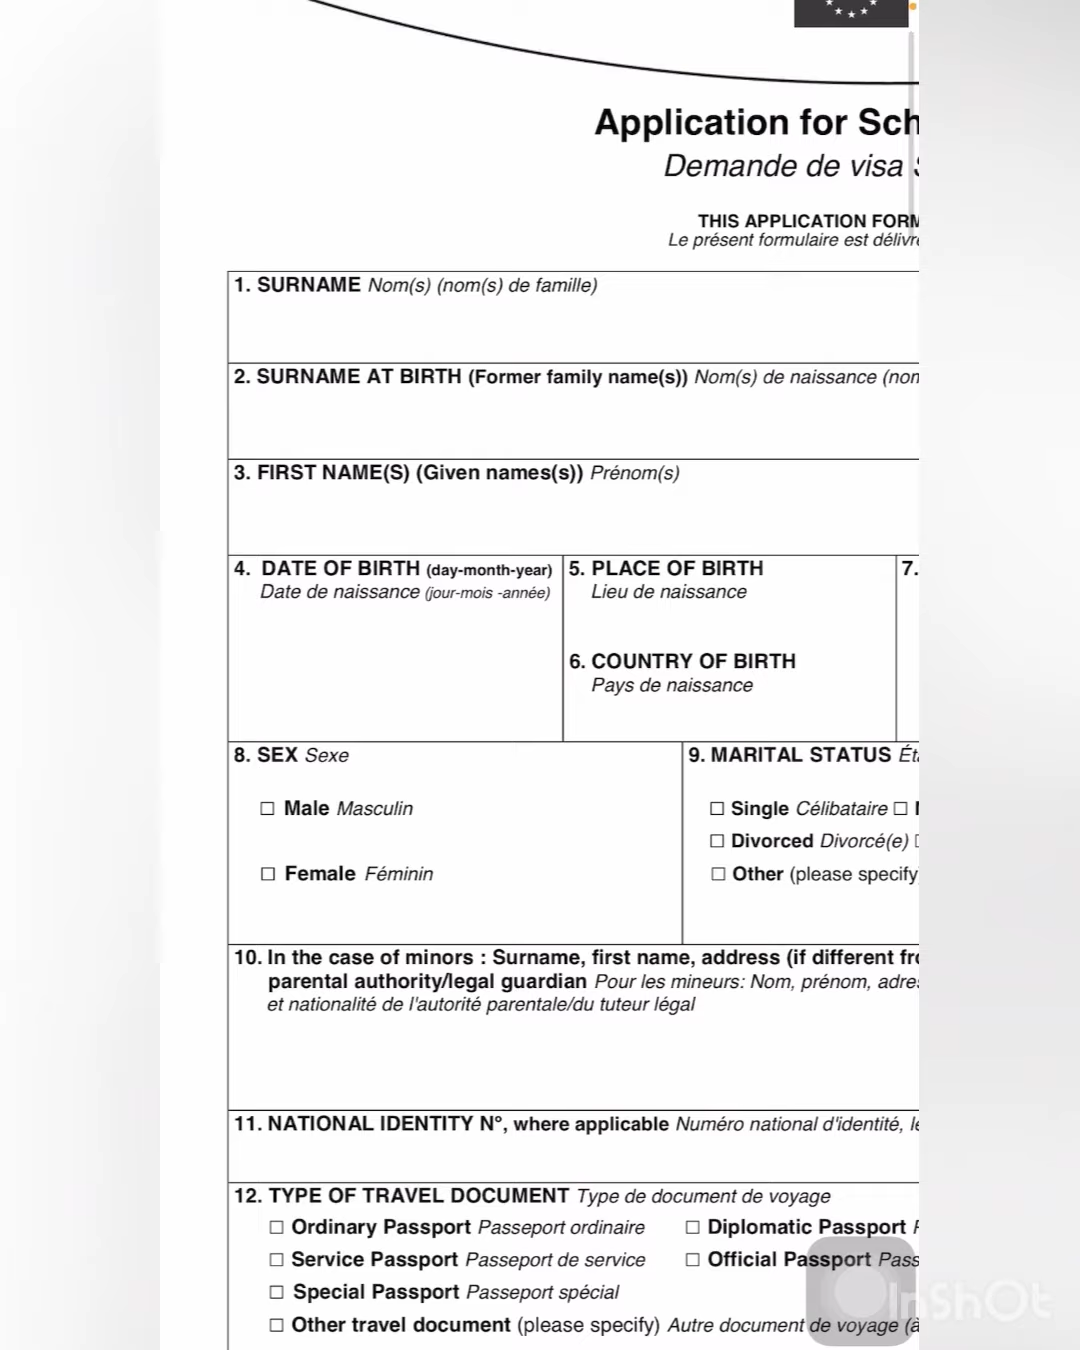 Application for Sch
Demande de visa
THIS APPLICATION FORM
Le présent formulaire est délivre
1. SURNAME Nom(s) (nom(s) de famille)
2. SURNAME AT BIRTH (Former family name(s)) Nom(s) de naissance (nom
3. FIRST NAME(S) (Given names(s)) Prénom(s)
4. DATE OF BIRTH (day-month-year)
Date de naissance (jour-mois -année)
5. PLACE OF BIRTH
Lieu de naissance
6. COUNTRY OF BIRTH
Pays de naissance
7.
8. SEX Sexe
Male Masculin
Female Féminin
9. MARITAL STATUS Éta
Single Célibataire
Divorced Divorcé(e)
Other (please specify)
10. In the case of minors : Surname, first name, address (if different fro
parental authority/legal guardian Pour les mineurs: Nom, prénom, adres
et nationalité de l'autorité parentale/du tuteur légal
11. NATIONAL IDENTITY N°, where applicable Numéro national d'identité, le
12. TYPE OF TRAVEL DOCUMENT Type de document de voyage
Ordinary Passport Passeport ordinaire
Diplomatic Passport
Service Passport Passeport de service
Official Passport Pass
Special Passport Passeport spécial
Other travel document (please specify) Autre document de voyage (à
InShOt